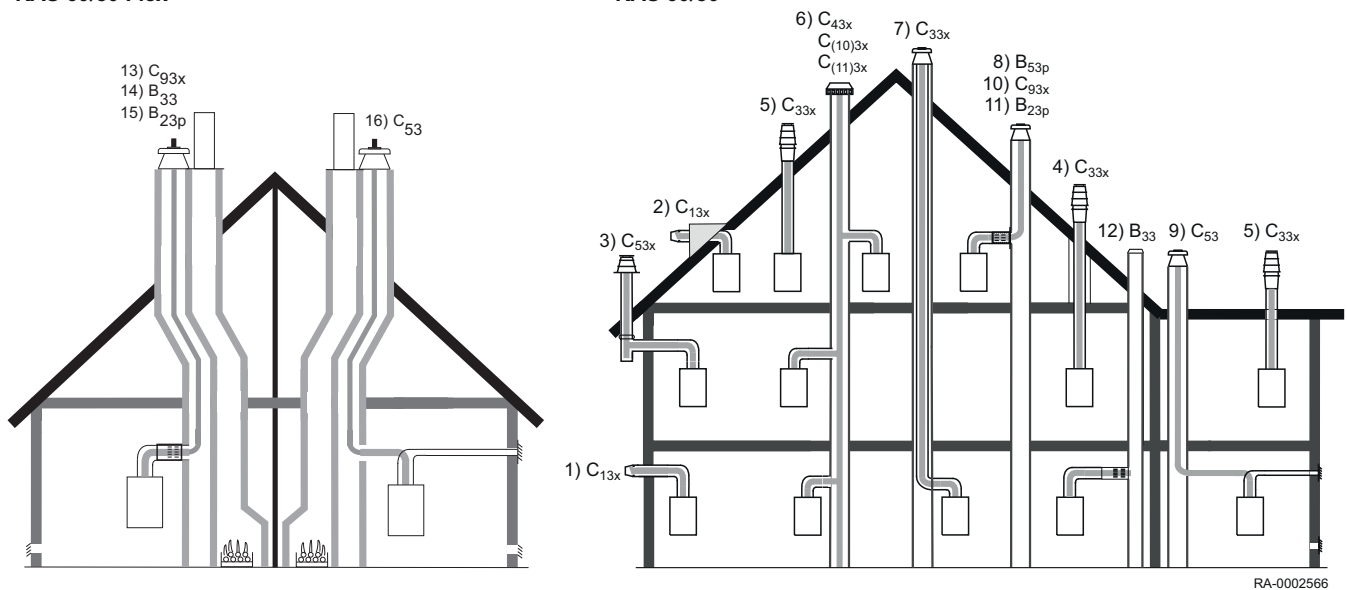 13) C93x
14) B33
15) B23p
16) C53
6) C43x
C(10)3x
C(11)3x
7) C33x
8) B53p
10) C93x
11) B23p
5) C33x
4) C33x
2) C13x
3) C53x
12) B33
9) C53
5) C33x
1) C13x
RA-0002566